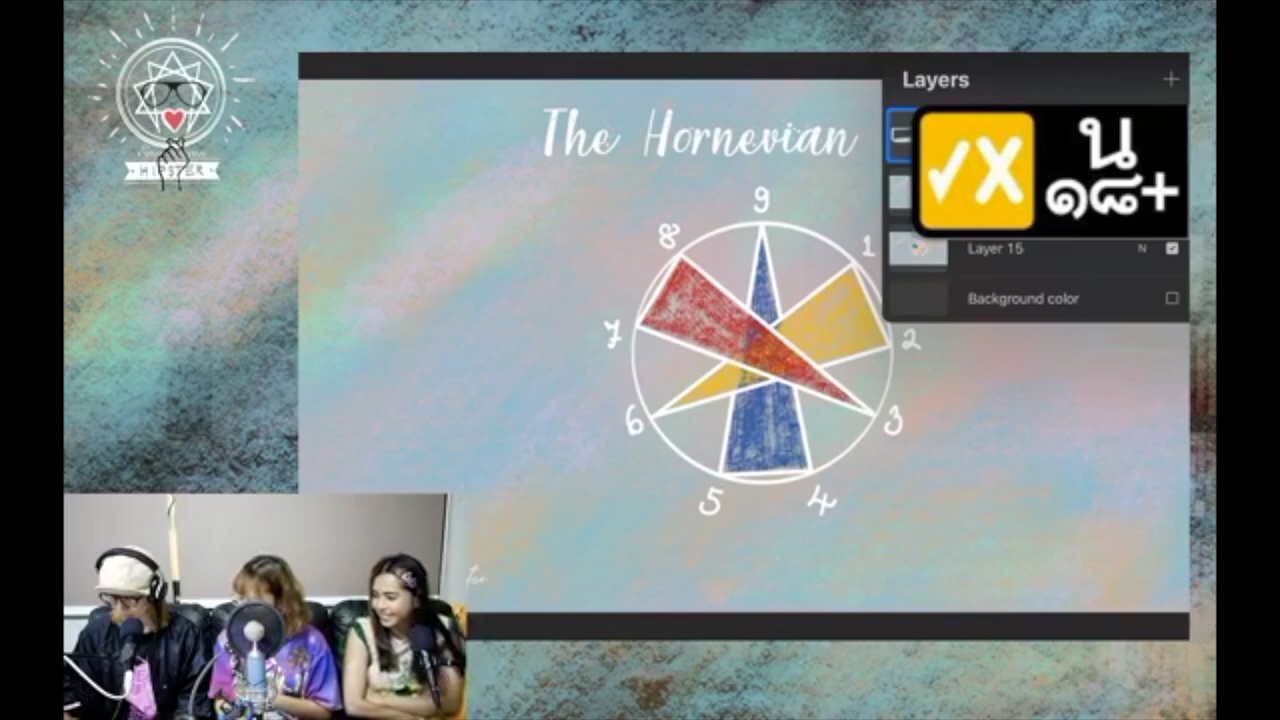 HIPSTER
Layers
The Hornevian
✓X
น
๑๘+
Layer 15
N
Background color
9
8
1
7
2
6
3
5
4